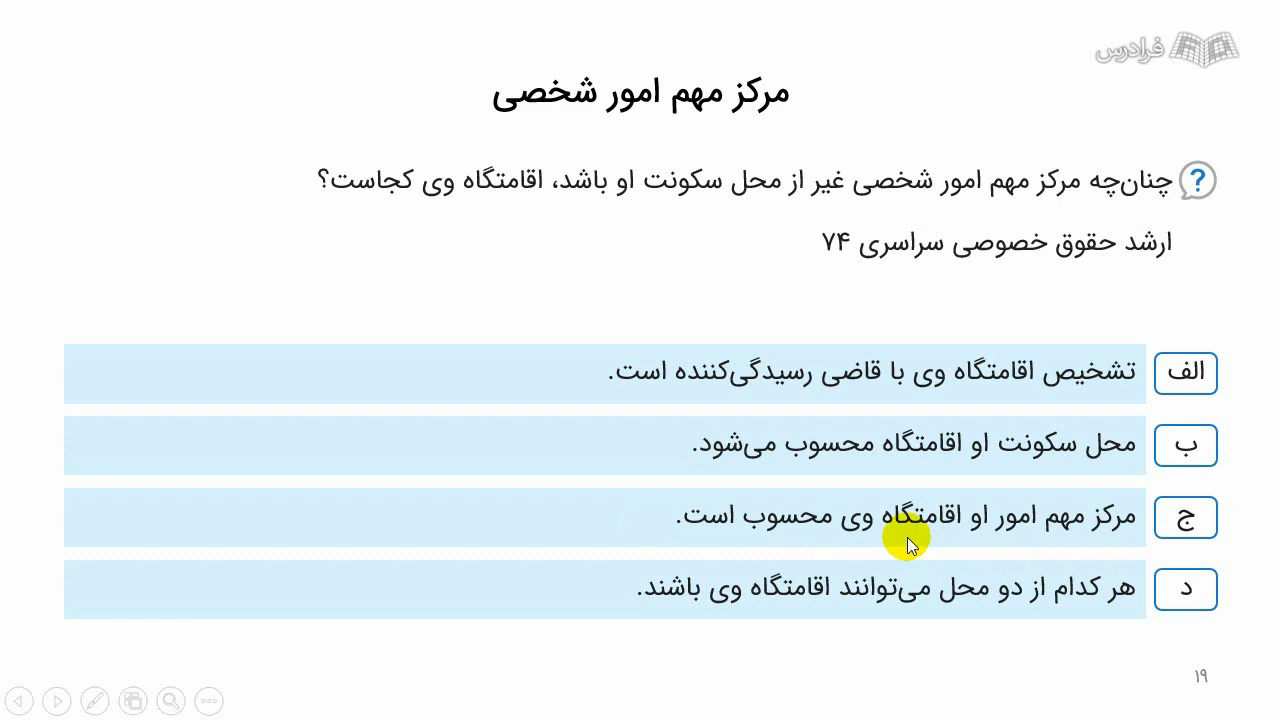 فرادرس
مرکز مهم امور شخصی
چنان‌چه مرکز مهم امور شخصی غیر از محل سکونت او باشد، اقامتگاه وی کجاست؟
ارشد حقوق خصوصی سراسری ۷۴
الف تشخیص اقامتگاه وی با قاضی رسیدگی‌کننده است.
ب محل سکونت او اقامتگاه محسوب می‌شود.
ج مرکز مهم امور او اقامتگاه وی محسوب است.
د هر کدام از دو محل می‌توانند اقامتگاه وی باشند.
۱۹